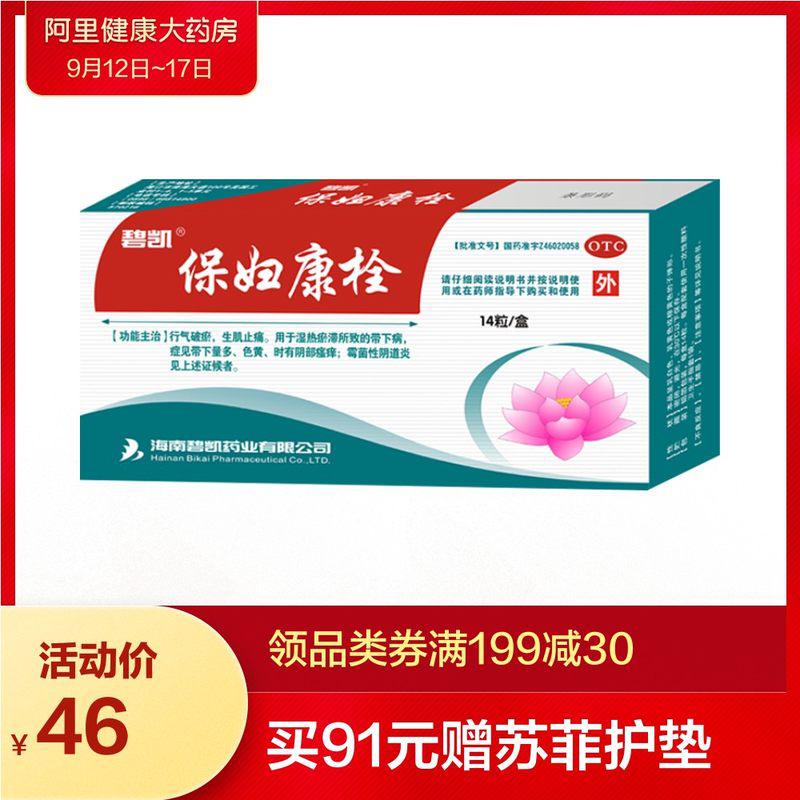 阿里健康大药房
9月12日~17日
碧凯®
保妇康栓
保妇康栓
条形码
【批准文号】国药准字Z46020058
OTC
请仔细阅读说明书并按说明使
用或在药师指导下购买和使用
外
14粒/盒
【功能主治】行气破瘀，生肌止痛。用于湿热瘀滞所致的带下病，
症见带下量多、色黄、时有阴部瘙痒；霉菌性阴道炎
见上述证候者。
海南碧凯药业有限公司
Hainan Bikai Pharmaceutical Co.,LTD.
活动价
¥46
领品类券满199减30
买91元赠苏菲护垫